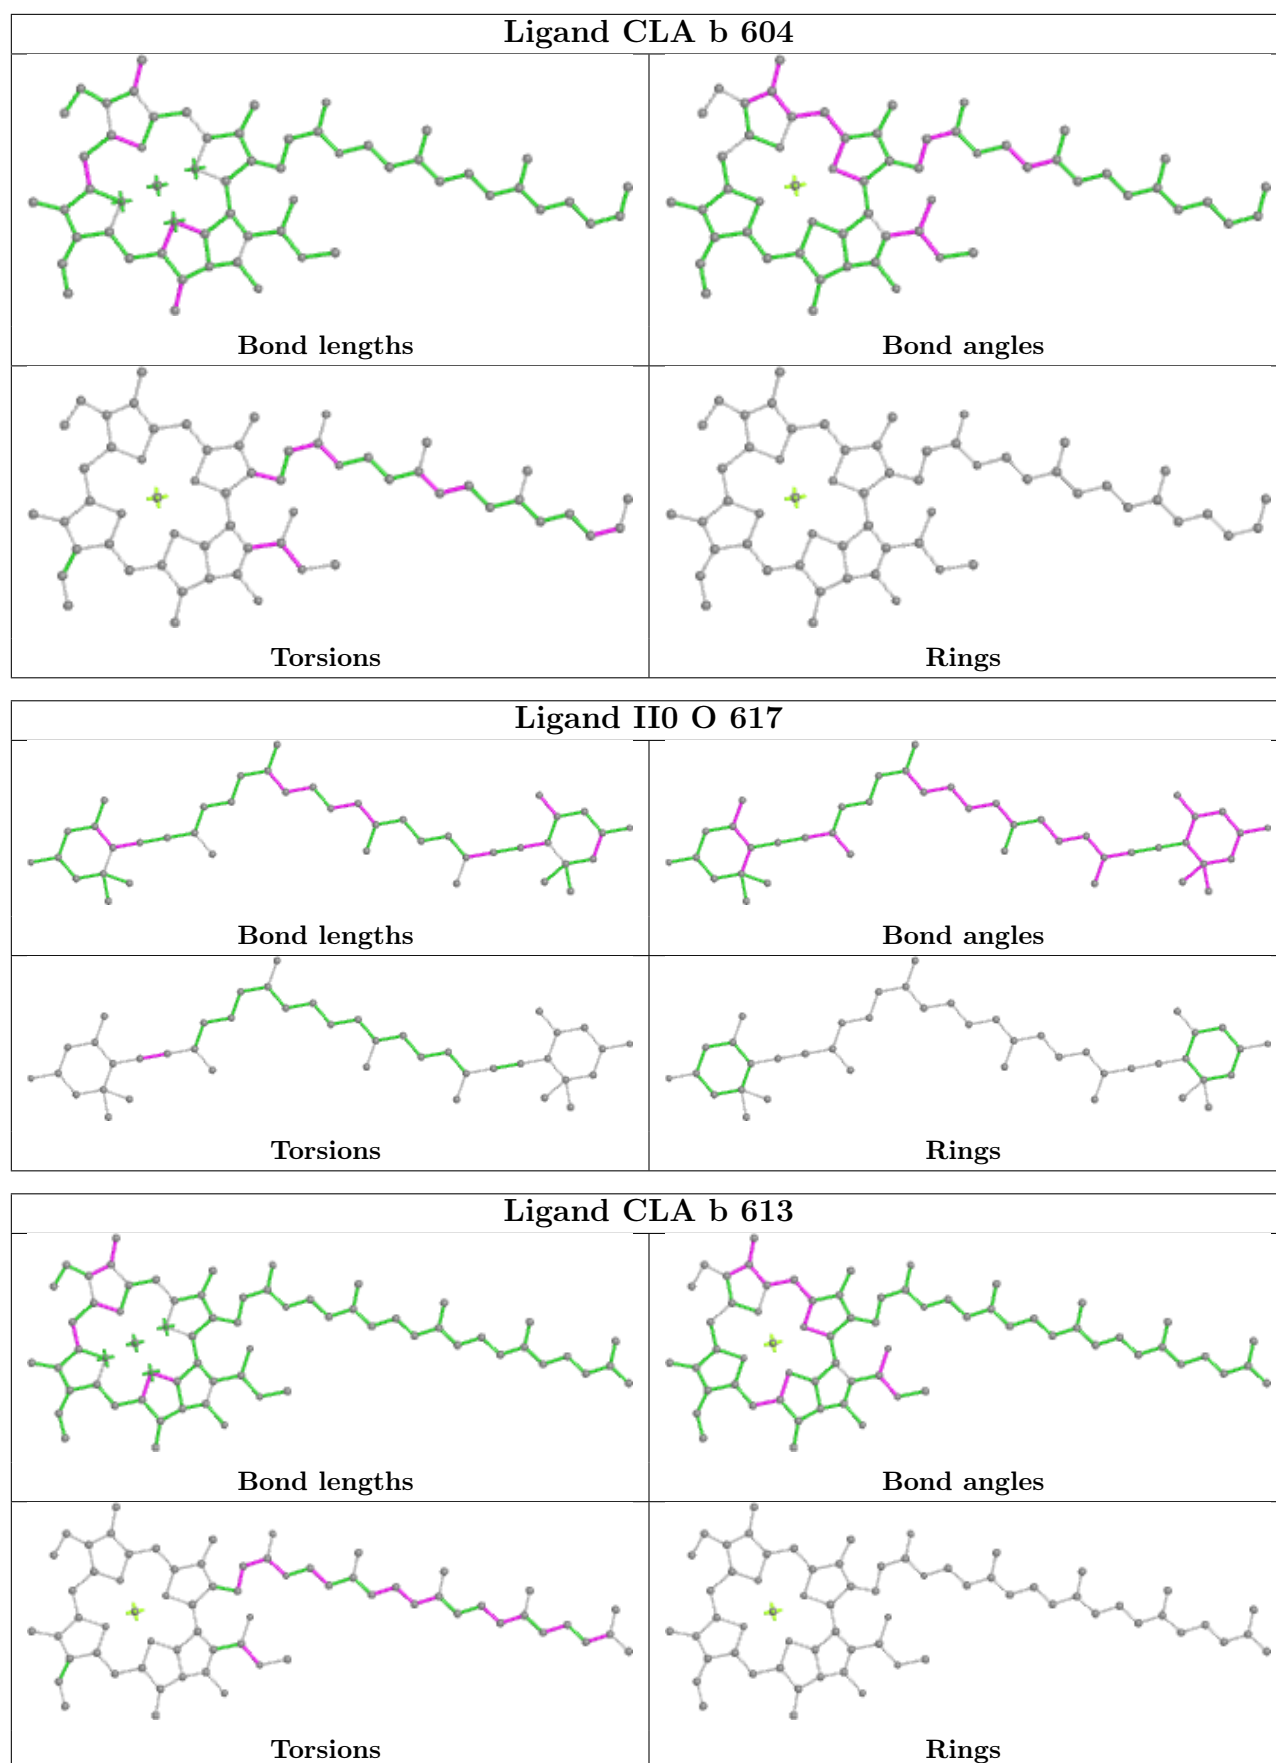 Ligand CLA b 604
Bond lengths
Bond angles
Torsions
Rings
Ligand II0 O 617
Bond lengths
Bond angles
Torsions
Rings
Ligand CLA b 613
Bond lengths
Bond angles
Torsions
Rings